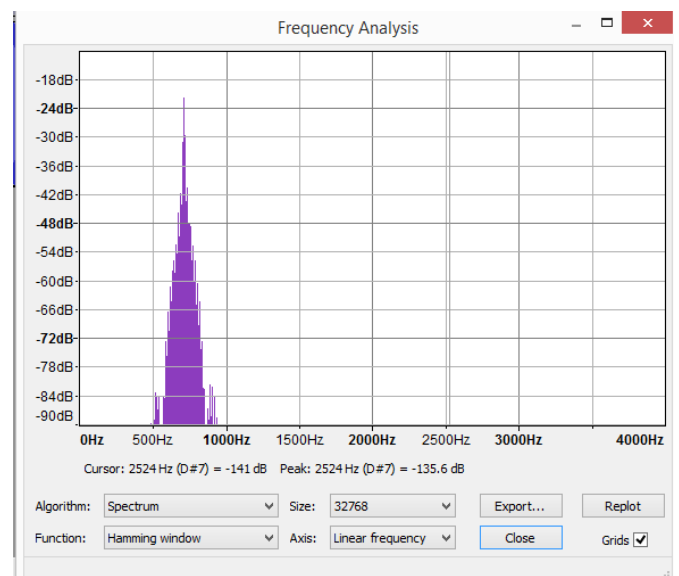 Frequency Analysis
-18dB
-24dB
-30dB
-36dB
-42dB
-48dB
-54dB
-60dB
-66dB
-72dB
-78dB
-84dB
-90dB
0Hz 500Hz 1000Hz 1500Hz 2000Hz 2500Hz 3000Hz 4000Hz
Cursor: 2524 Hz (D#7) = -141 dB Peak: 2524 Hz (D#7) = -135.6 dB
Algorithm: Spectrum Size: 32768 Export... Replot
Function: Hamming window Axis: Linear frequency Close Grids